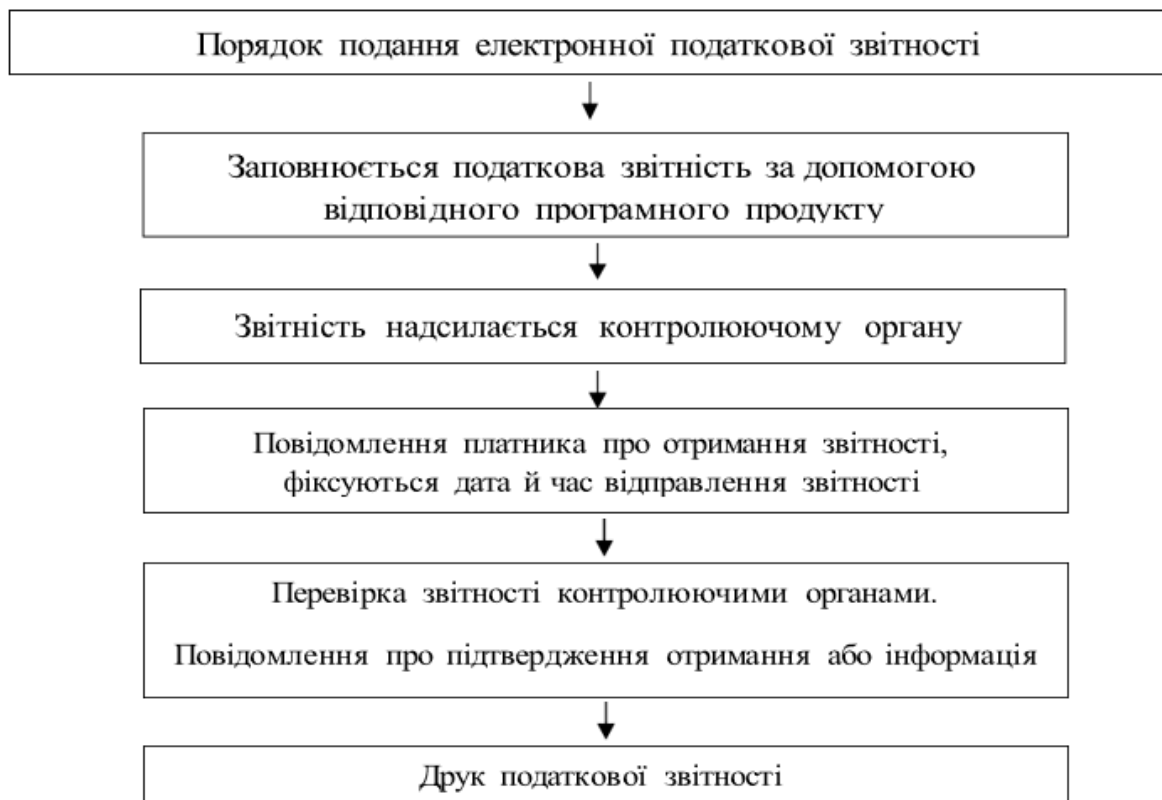 Порядок подання електронної податкової звітності
Заповнюється податкова звітність за допомогою
відповідного програмного продукту
Звітність надсилається контролюючому органу
Повідомлення платника про отримання звітності,
фіксуються дата й час відправлення звітності
Перевірка звітності контролюючими органами.
Повідомлення про підтвердження отримання або інформація
Друк податкової звітності